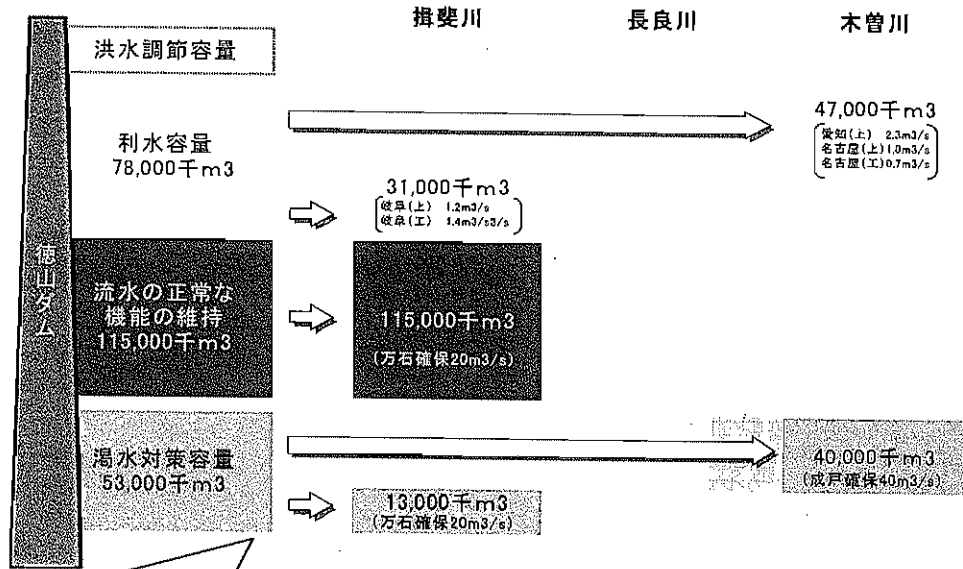 揖斐川
長良川
木曽川
洪水調節容量
利水容量
78,000千m3
47,000千m3
愛知(上) 2.3m3/s
名古屋(上)1.0m3/s
名古屋(工)0.7m3/s
31,000千m3
岐阜(上) 1.2m3/s
岐阜(工) 1.4m3/s3/s
徳山ダム
流水の正常な
機能の維持
115,000千m3
115,000千m3
(万石確保20m3/s)
渇水対策容量
53,000千m3
40,000千m3
(成戸確保40m3/s)
13,000千m3
(万石確保20m3/s)